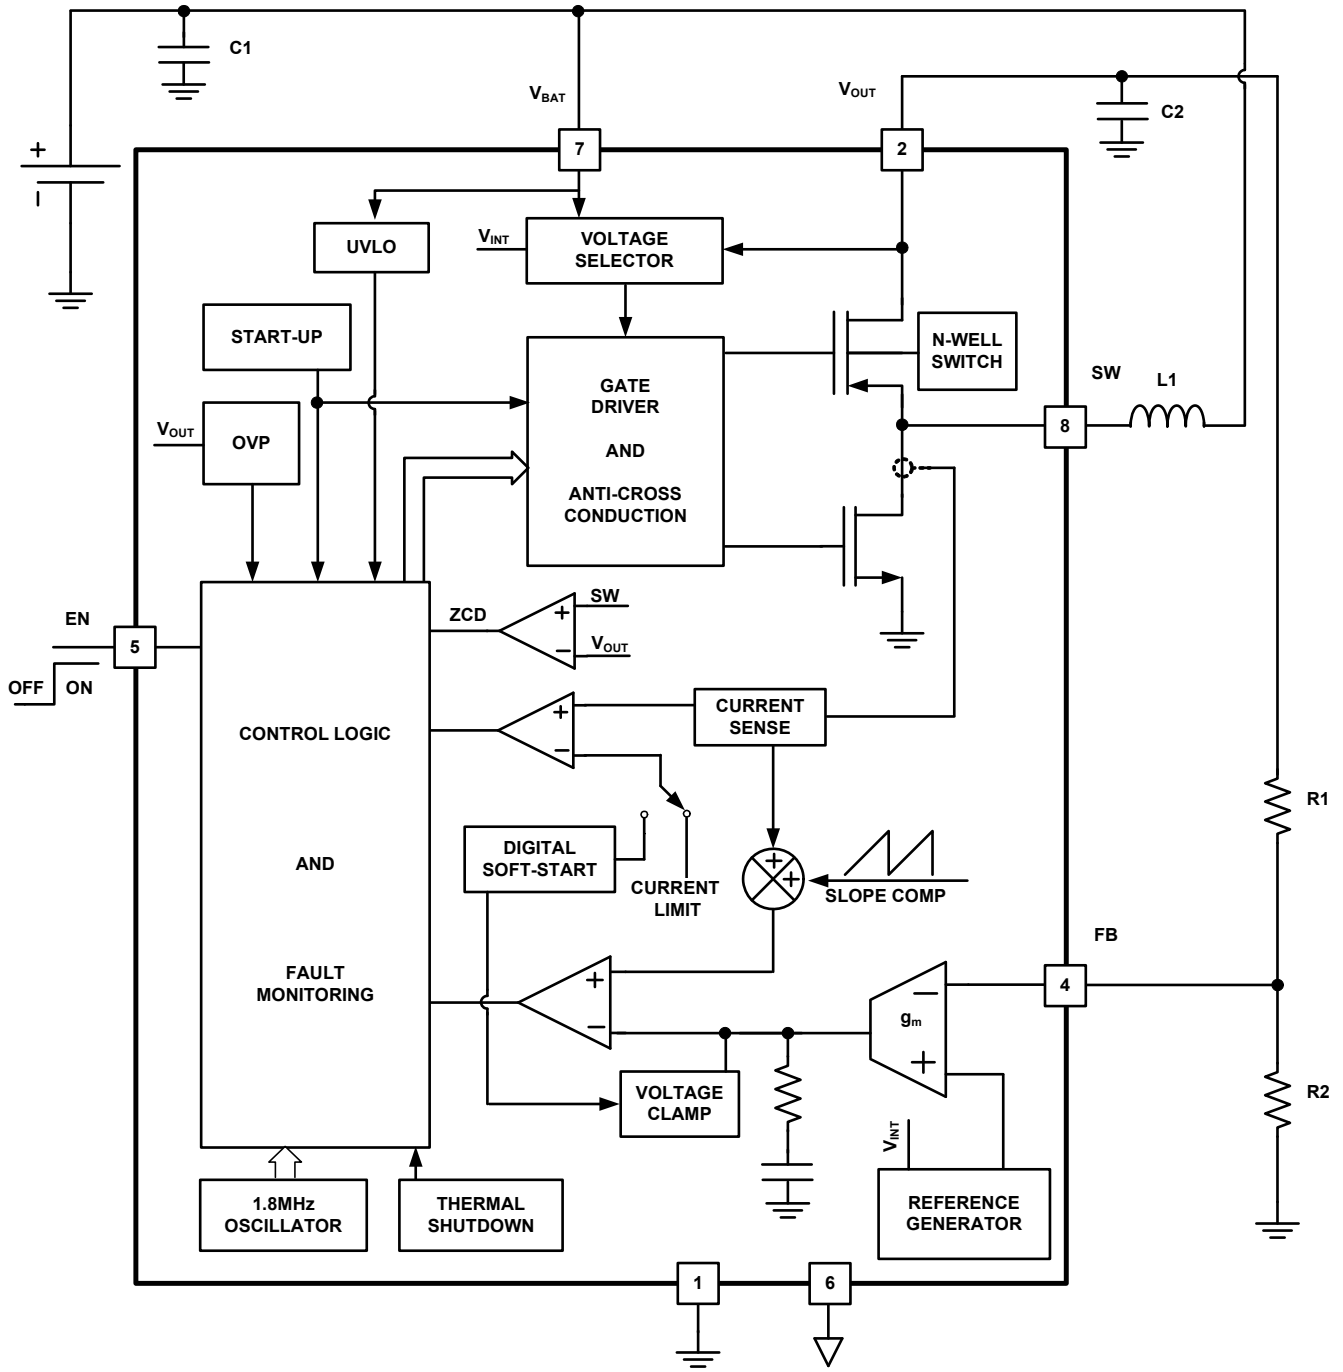 C1
VBAT
VOUT
C2
+
–
7
2
UVLO
VINT
VOLTAGE
SELECTOR
START-UP
N-WELL
SWITCH
SW
L1
GATE
DRIVER
AND
ANTI-CROSS
CONDUCTION
VOUT
OVP
8
EN
5
OFF
ON
ZCD
+
–
SW
VOUT
CONTROL LOGIC
AND
FAULT
MONITORING
+
–
CURRENT
SENSE
R1
DIGITAL
SOFT-START
CURRENT
LIMIT
+
+
SLOPE COMP
FB
4
+
–
–
gm
+
VOLTAGE
CLAMP
R2
VINT
1.8MHz
OSCILLATOR
THERMAL
SHUTDOWN
REFERENCE
GENERATOR
1
6